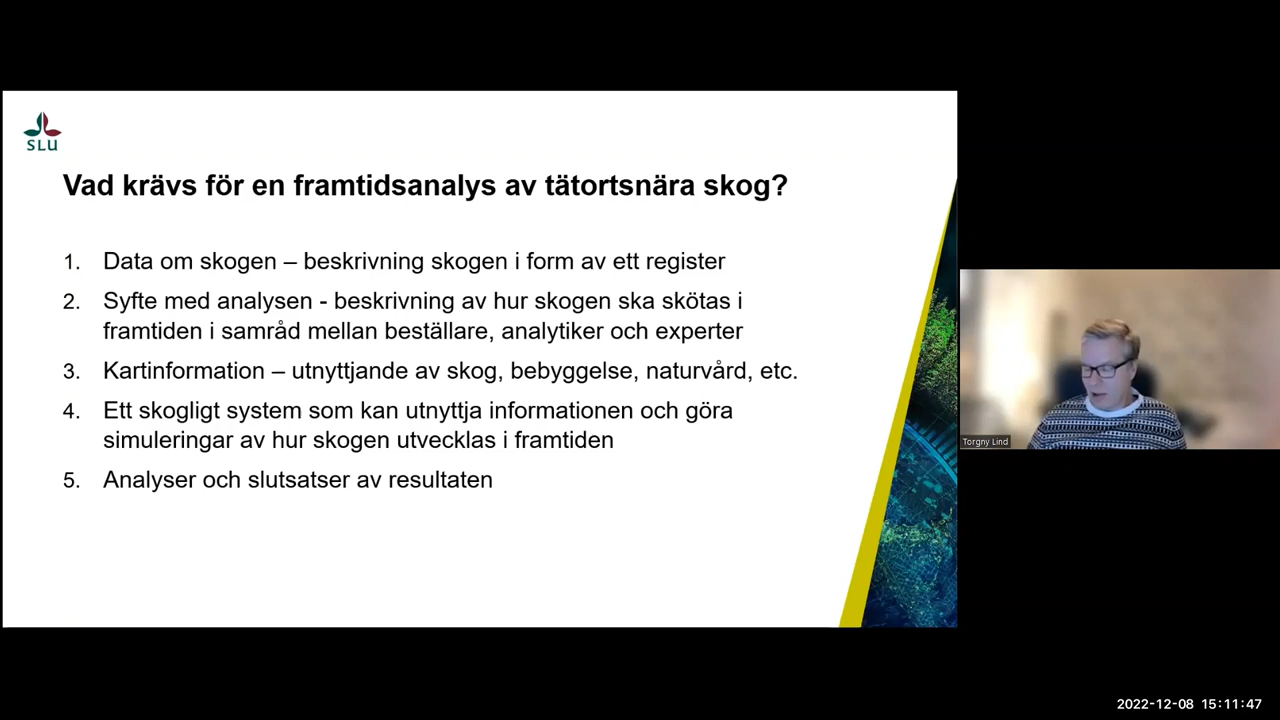 SLU
Vad krävs för en framtidsanalys av tätortsnära skog?
1. Data om skogen – beskrivning skogen i form av ett register
2. Syfte med analysen - beskrivning av hur skogen ska skötas i
framtiden i samråd mellan beställare, analytiker och experter
3. Kartinformation – utnyttjande av skog, bebyggelse, naturvård, etc.
4. Ett skogligt system som kan utnyttja informationen och göra
simuleringar av hur skogen utvecklas i framtiden
5. Analyser och slutsatser av resultaten
Torgny Lind
2022-12-08 15:11:47